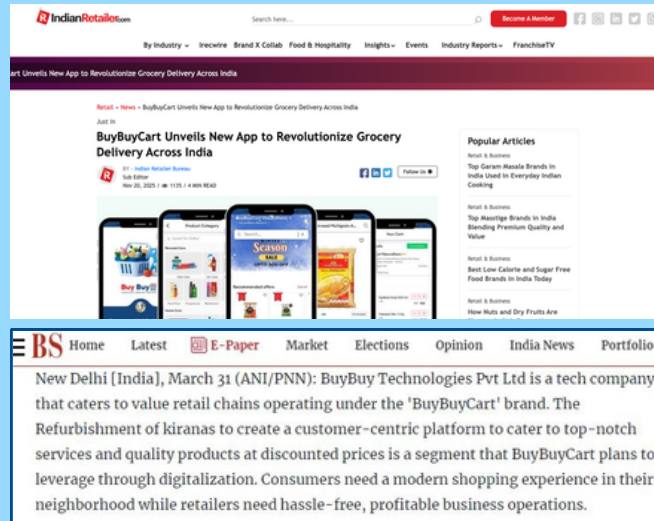 IndianRetailer.com
Search here...
Become A Member
By Industry Irecwire Brand X Collab Food & Hospitality Insights Events Industry Reports FranchiseTV
art Unveils New App to Revolutionize Grocery Delivery Across India
Retail » News » BuyBuyCart Unveils New App to Revolutionize Grocery Delivery Across India
Just In
BuyBuyCart Unveils New App to Revolutionize Grocery
Delivery Across India
BY - Indian Retailer Bureau
Sub Editor
Nov 20, 2025 / 1135 / 4 MIN READ
Follow Us
Product Category
Season
SALE
Buy Buy
Recommended offers
Popular Articles
Retail & Business
Top Garam Masala Brands in
India Used in Everyday Indian
Cooking
Retail & Business
Top Masstige Brands in India
Blending Premium Quality and
Value
Retail & Business
Best Low Calorie and Sugar Free
Food Brands in India Today
Retail & Business
How Nuts and Dry Fruits Are
BS Home Latest E-Paper Market Elections Opinion India News Portfolio
New Delhi [India], March 31 (ANI/PNN): BuyBuy Technologies Pvt Ltd is a tech company
that caters to value retail chains operating under the 'BuyBuyCart' brand. The
Refurbishment of kiranas to create a customer-centric platform to cater to top-notch
services and quality products at discounted prices is a segment that BuyBuyCart plans to
leverage through digitalization. Consumers need a modern shopping experience in their
neighborhood while retailers need hassle-free, profitable business operations.